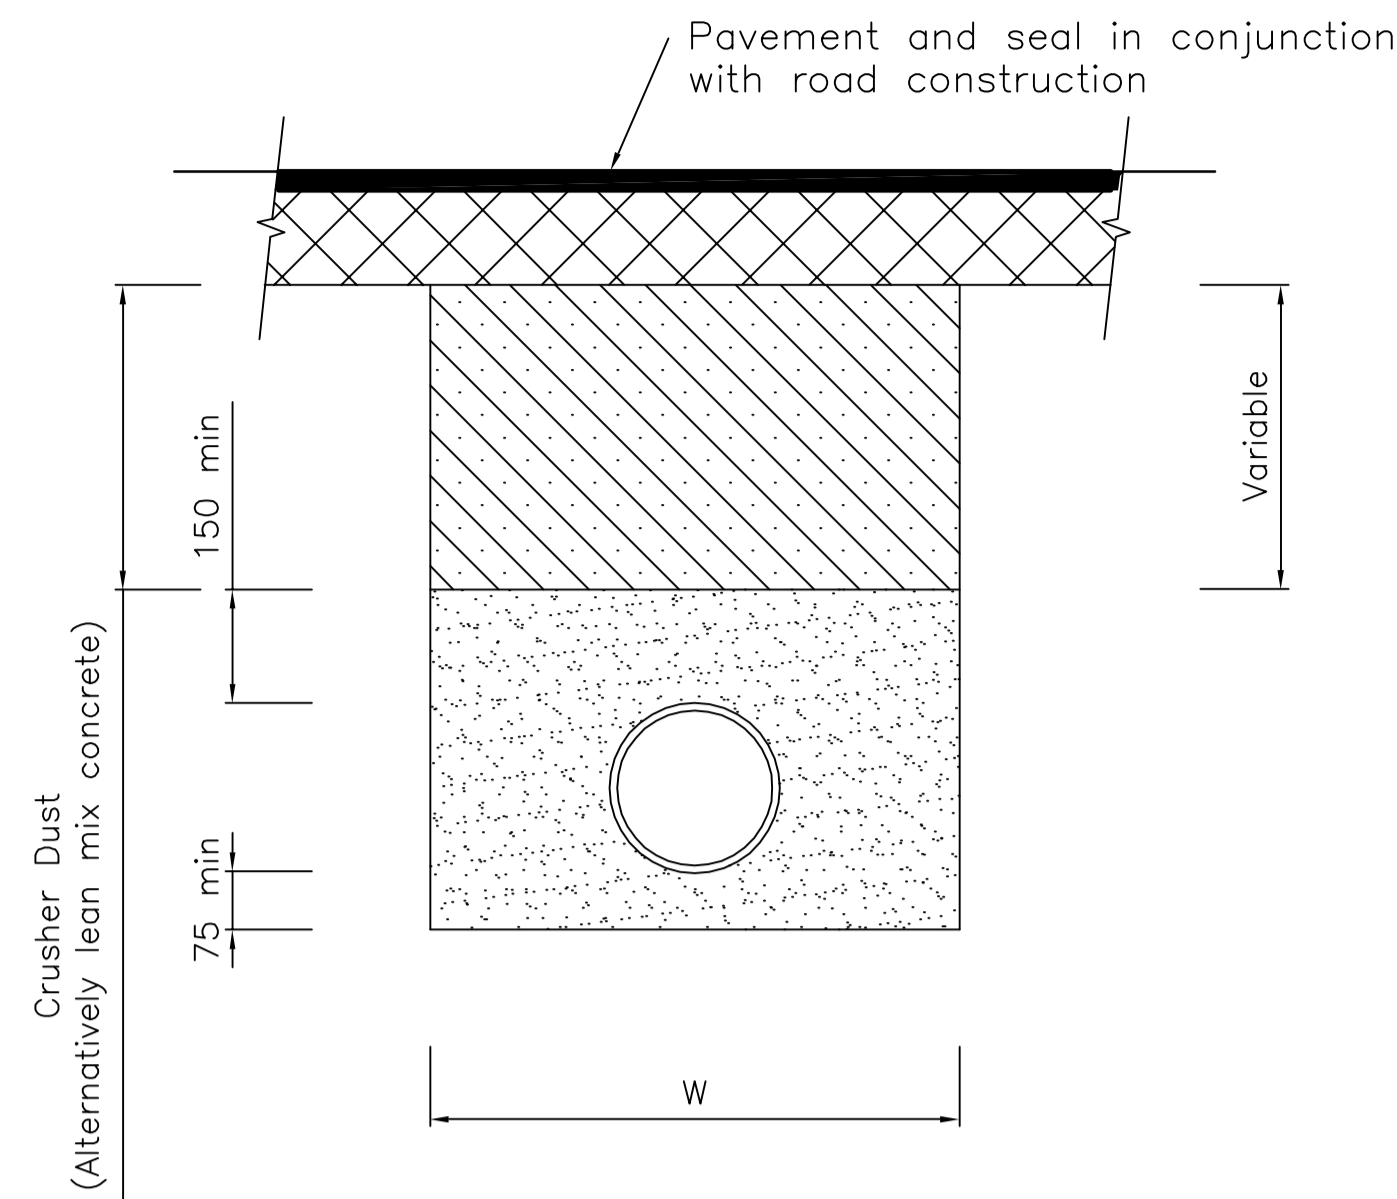 Pavement and seal in conjunction
with road construction
150 min
Variable
Crusher Dust
(Alternatively lean mix concrete)
75 min
W